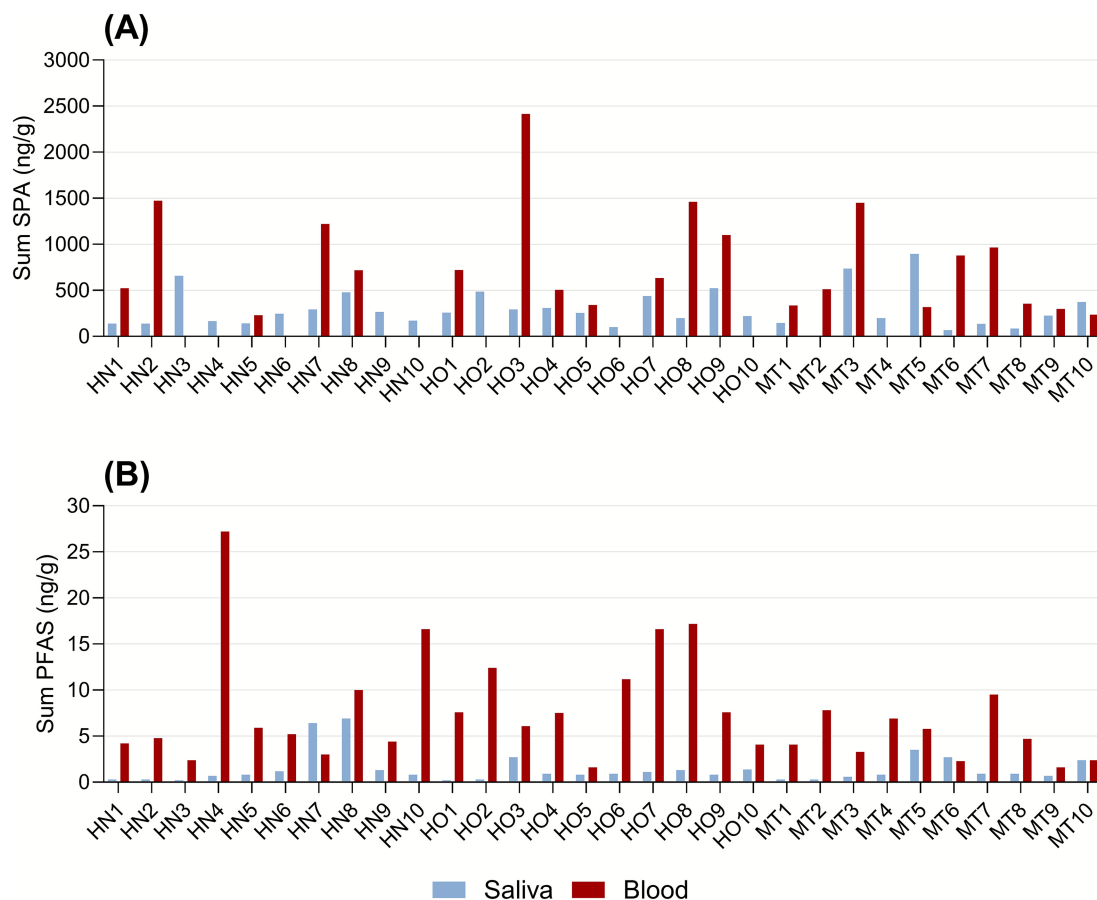 (A)
Sum SPA (ng/g)
3000
2500
2000
1500
1000
500
0
HN1 HN2 HN3 HN4 HN5 HN6 HN7 HN8 HN9 HN10 HO1 HO2 HO3 HO4 HO5 HO6 HO7 HO8 HO9 HO10 MT1 MT2 MT3 MT4 MT5 MT6 MT7 MT8 MT9 MT10
(B)
Sum PFAS (ng/g)
30
25
20
15
10
5
0
HN1 HN2 HN3 HN4 HN5 HN6 HN7 HN8 HN9 HN10 HO1 HO2 HO3 HO4 HO5 HO6 HO7 HO8 HO9 HO10 MT1 MT2 MT3 MT4 MT5 MT6 MT7 MT8 MT9 MT10
Saliva Blood